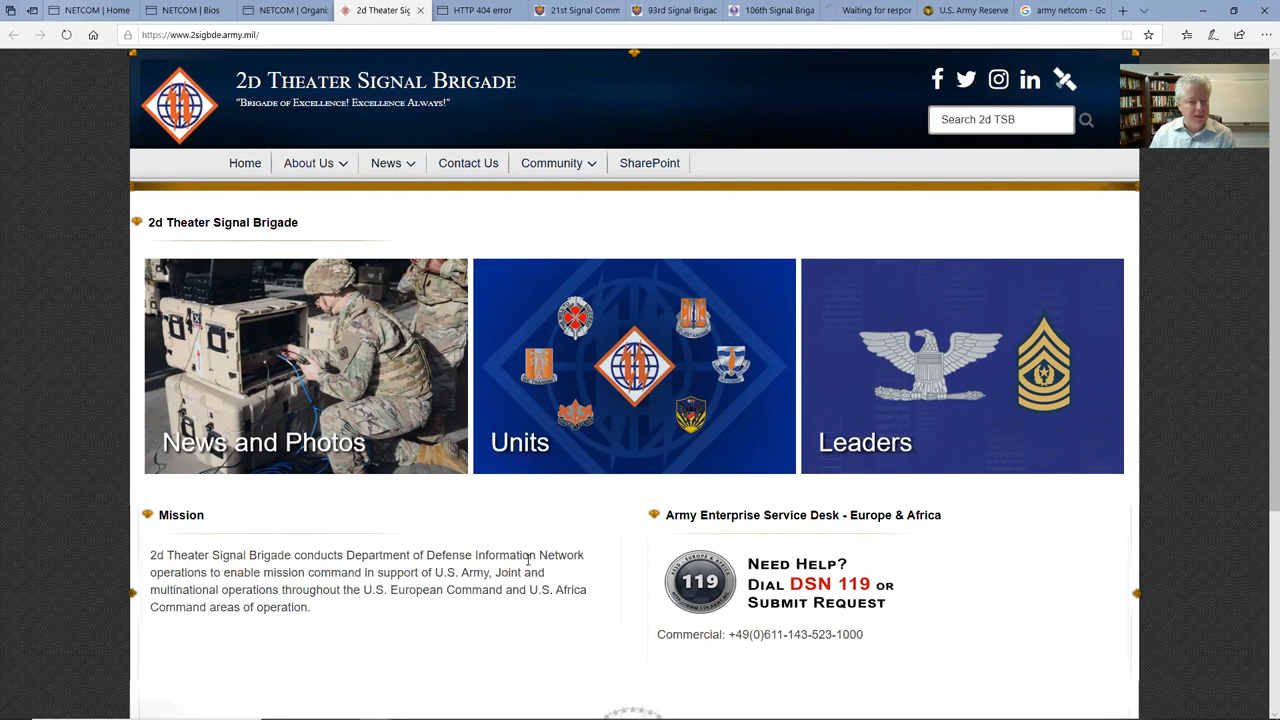 NETCOM | Home
NETCOM | Bios
NETCOM | Organi
2d Theater Sig
HTTP 404 error
21st Signal Comm
93rd Signal Brigad
106th Signal Briga
Waiting for respor
U.S. Army Reserve
army netcom - Go
https://www.2sigbde.army.mil/
2d Theater Signal Brigade
"Brigade of Excellence! Excellence Always!"
Search 2d TSB
Home
About Us
News
Contact Us
Community
SharePoint
2d Theater Signal Brigade
News and Photos
Units
Leaders
Mission
2d Theater Signal Brigade conducts Department of Defense Information Network
operations to enable mission command in support of U.S. Army, Joint and
multinational operations throughout the U.S. European Command and U.S. Africa
Command areas of operation.
Army Enterprise Service Desk - Europe & Africa
119
Need Help?
Dial DSN 119 or
Submit Request
Commercial: +49(0)611-143-523-1000